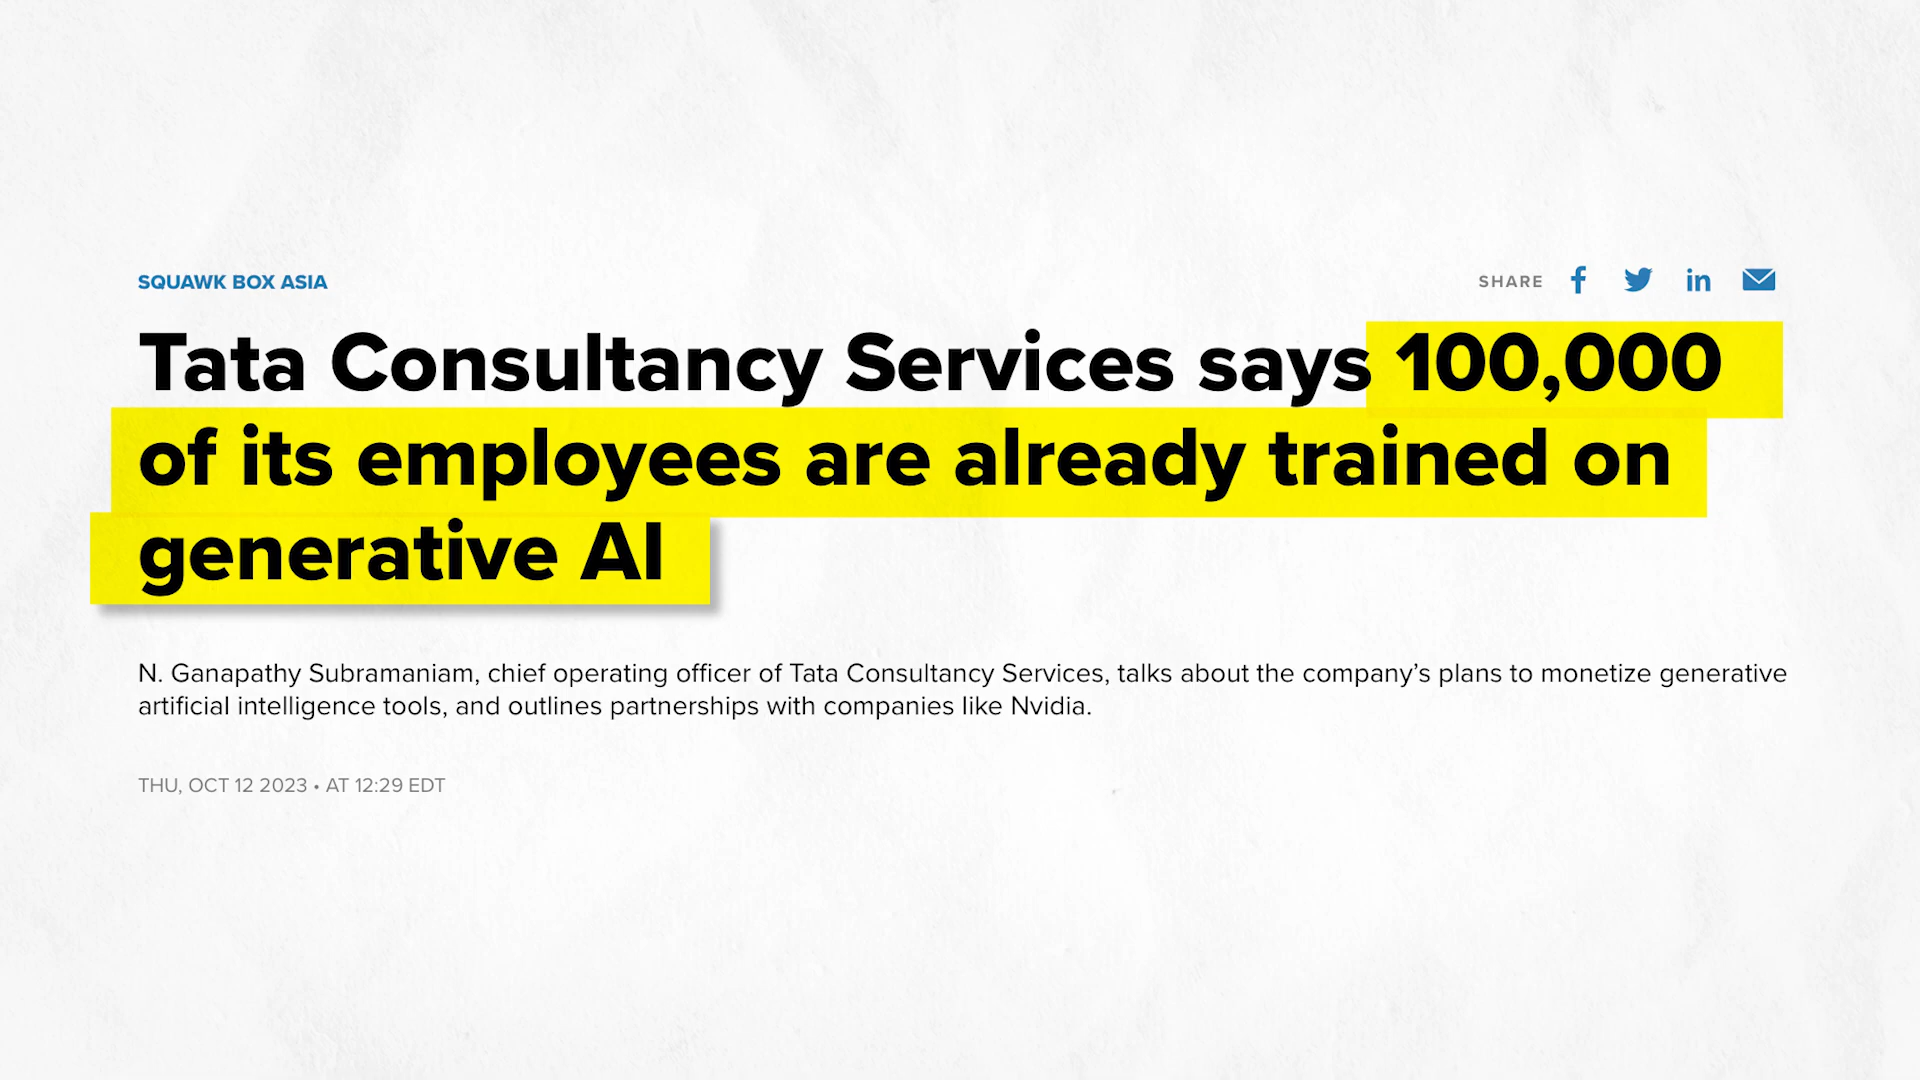 SQUAWK BOX ASIA
SHARE
Tata Consultancy Services says 100,000
of its employees are already trained on
generative AI
N. Ganapathy Subramaniam, chief operating officer of Tata Consultancy Services, talks about the company’s plans to monetize generative
artificial intelligence tools, and outlines partnerships with companies like Nvidia.
THU, OCT 12 2023 • AT 12:29 EDT